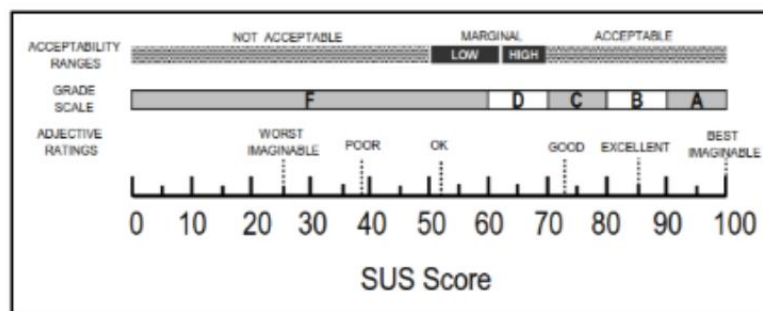 NOT ACCEPTABLE MARGINAL ACCEPTABLE
ACCEPTABILITY RANGES
LOW HIGH
GRADE SCALE
F D C B A
ADJECTIVE RATINGS
WORST IMAGINABLE POOR OK GOOD EXCELLENT BEST IMAGINABLE
0 10 20 30 40 50 60 70 80 90 100
SUS Score